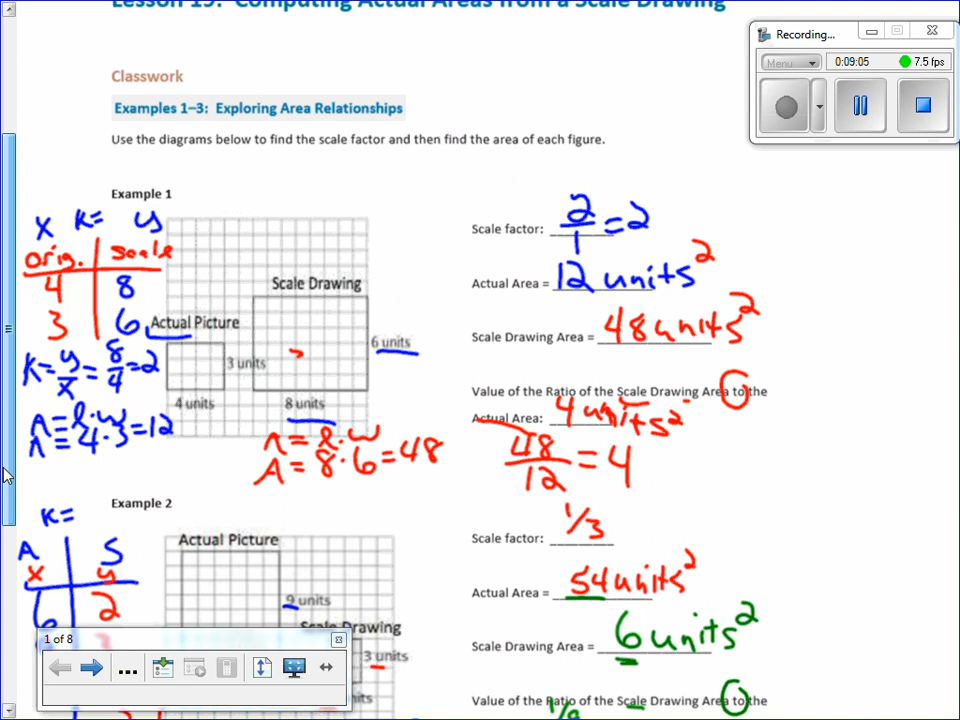 Lesson 19: Computing Actual Areas from a Scale Drawing
Recording...
Menu
0:09:05
7.5 fps
Classwork
Examples 1–3: Exploring Area Relationships
Use the diagrams below to find the scale factor and then find the area of each figure.
Example 1
x K= y
orig. scale
4 8
3 6
K = y/x = 8/4 = 2
A = l·w
A = 4·3 = 12
Scale Drawing
Actual Picture
6 units
3 units
4 units
8 units
A = l·w
A = 8·6 = 48
Scale factor: 2/1 = 2
Actual Area = 12 units²
Scale Drawing Area = 48 units²
Value of the Ratio of the Scale Drawing Area to the
Actual Area: 4 units²
48/12 = 4
Example 2
K=
A S
x y
6 2
Actual Picture
9 units
Scale Drawing
3 units
Scale factor: 1/3
Actual Area = 54 units²
Scale Drawing Area = 6 units²
Value of the Ratio of the Scale Drawing Area to the
1/9
1 of 8